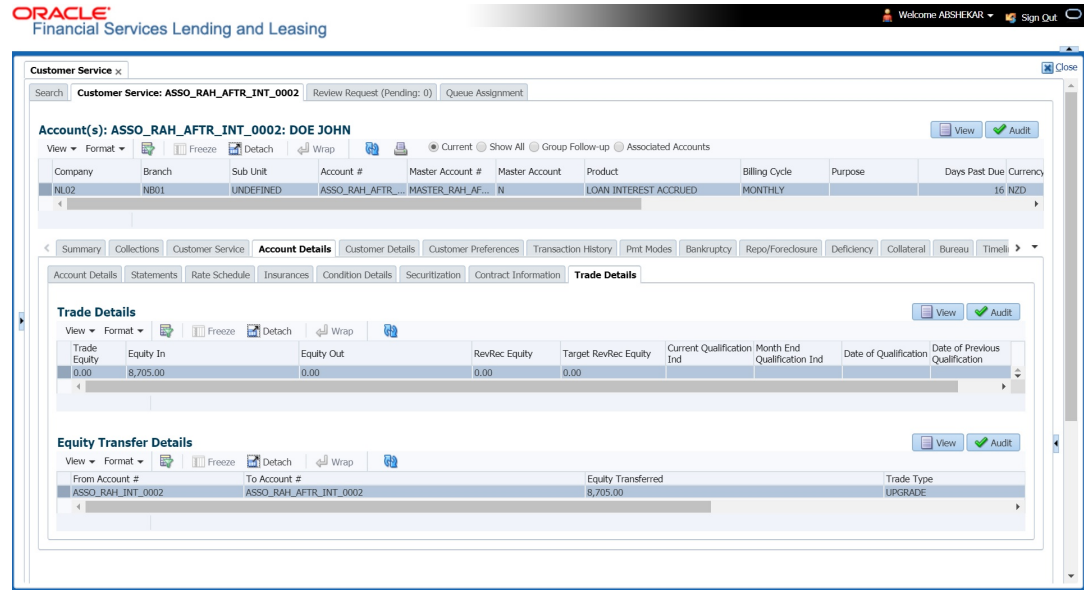 ORACLE
Welcome ABSHEKAR Sign Out
Financial Services Lending and Leasing
Customer Service x Close
Search Customer Service: ASSO_RAH_AFTR_INT_0002 Review Request (Pending: 0) Queue Assignment
Account(s): ASSO_RAH_AFTR_INT_0002: DOE JOHN View Audit
View Format Freeze Detach Wrap Current Show All Group Follow-up Associated Accounts
Company Branch Sub Unit Account # Master Account # Master Account Product Billing Cycle Purpose Days Past Due Currency
NL02 NB01 UNDEFINED ASSO_RAH_AFTR_... MASTER_RAH_AF... N LOAN INTEREST ACCRUED MONTHLY 16 NZD
Summary Collections Customer Service Account Details Customer Details Customer Preferences Transaction History Pmt Modes Bankruptcy Repo/Foreclosure Deficiency Collateral Bureau Timeli
Account Details Statements Rate Schedule Insurances Condition Details Securitization Contract Information Trade Details
Trade Details View Audit
View Format Freeze Detach Wrap
Trade Equity Equity In Equity Out RevRec Equity Target RevRec Equity Current Qualification Ind Month End Qualification Ind Date of Qualification Date of Previous Qualification
0.00 8,705.00 0.00 0.00 0.00
Equity Transfer Details View Audit
View Format Freeze Detach Wrap
From Account # To Account # Equity Transferred Trade Type
ASSO_RAH_INT_0002 ASSO_RAH_AFTR_INT_0002 8,705.00 UPGRADE